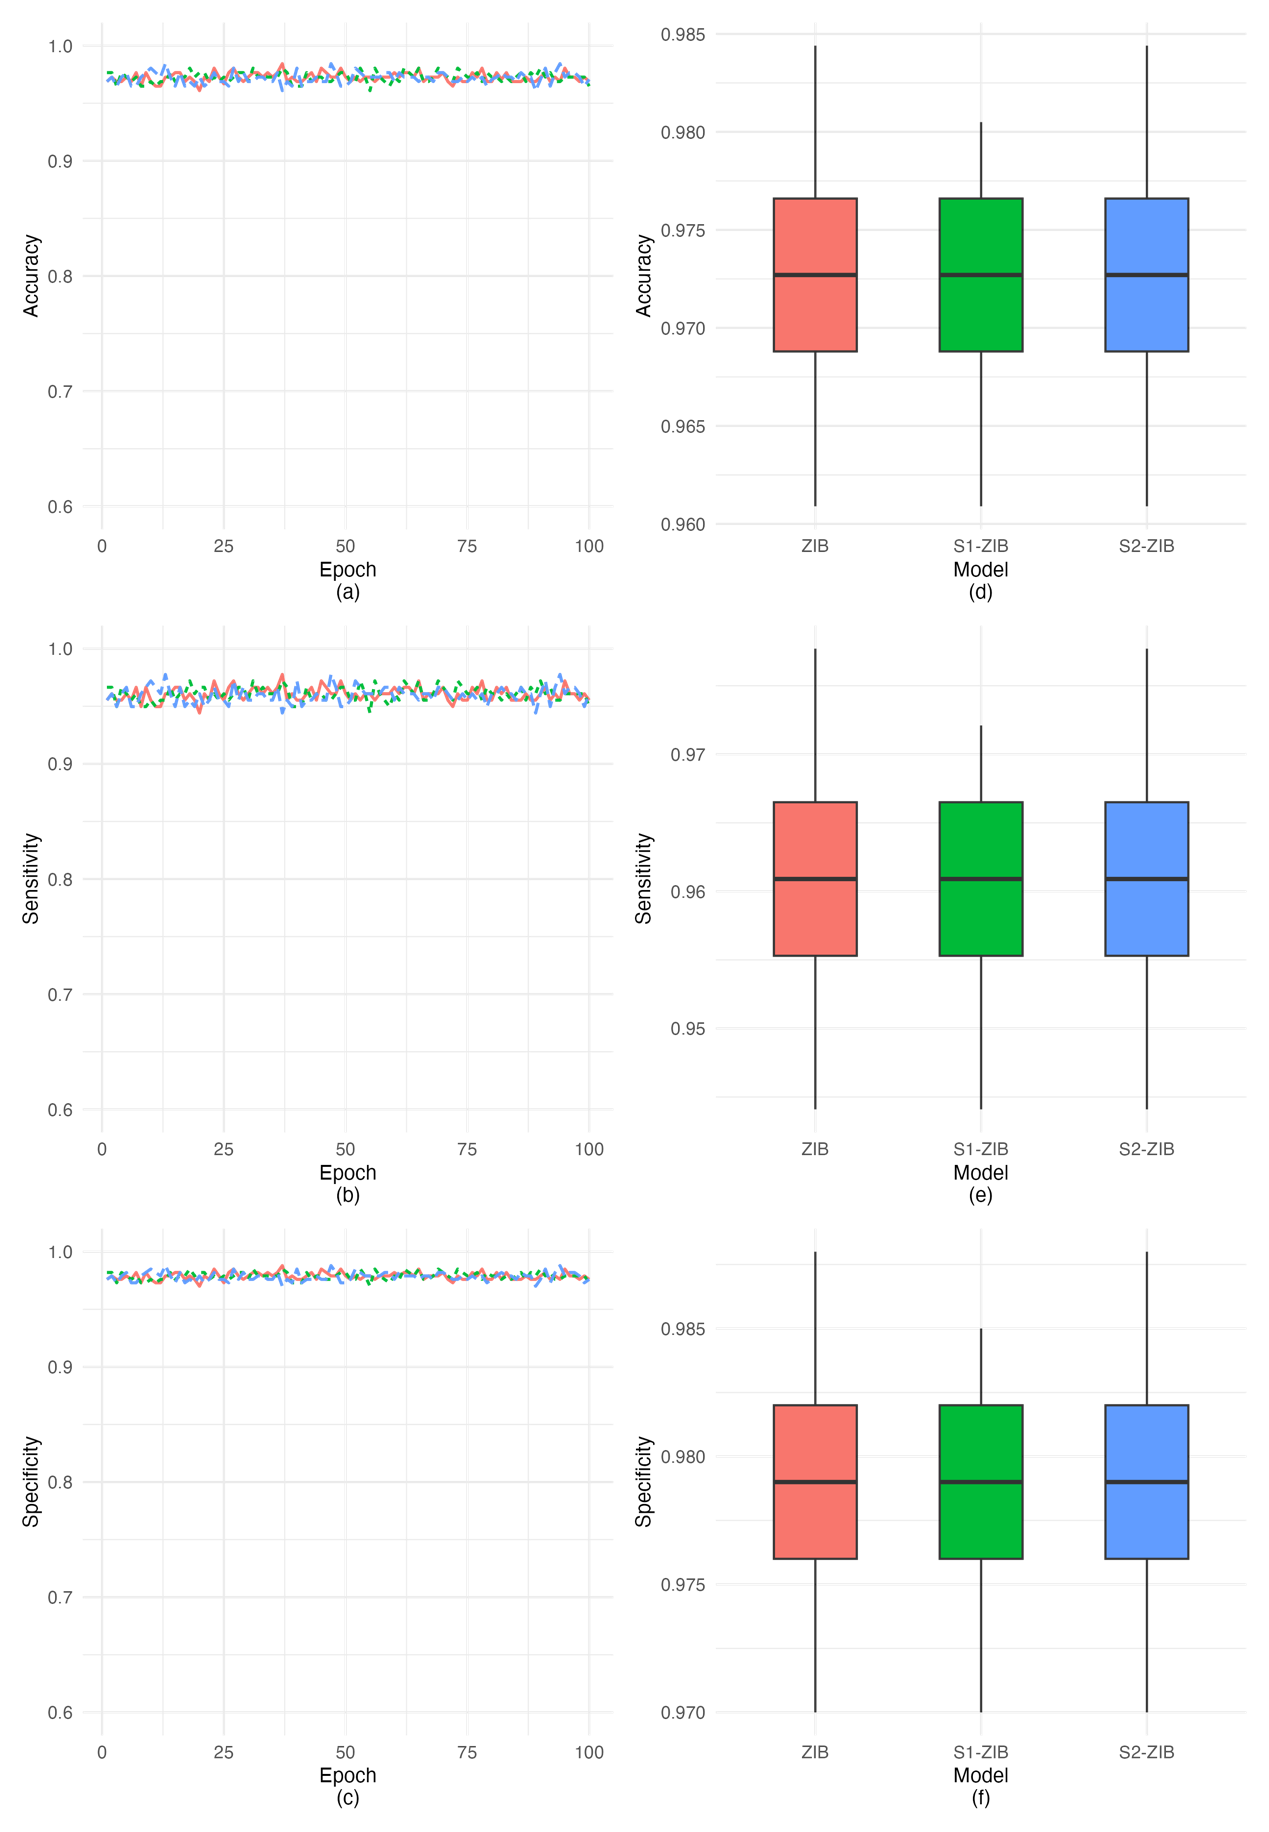 1.0
0.9
0.8
0.7
0.6
Accuracy
0 25 50 75 100
Epoch
(a)
0.985
0.980
0.975
0.970
0.965
0.960
Accuracy
ZIB S1-ZIB S2-ZIB
Model
(d)
1.0
0.9
0.8
0.7
0.6
Sensitivity
0 25 50 75 100
Epoch
(b)
0.97
0.96
0.95
Sensitivity
ZIB S1-ZIB S2-ZIB
Model
(e)
1.0
0.9
0.8
0.7
0.6
Specificity
0 25 50 75 100
Epoch
(c)
0.985
0.980
0.975
0.970
Specificity
ZIB S1-ZIB S2-ZIB
Model
(f)